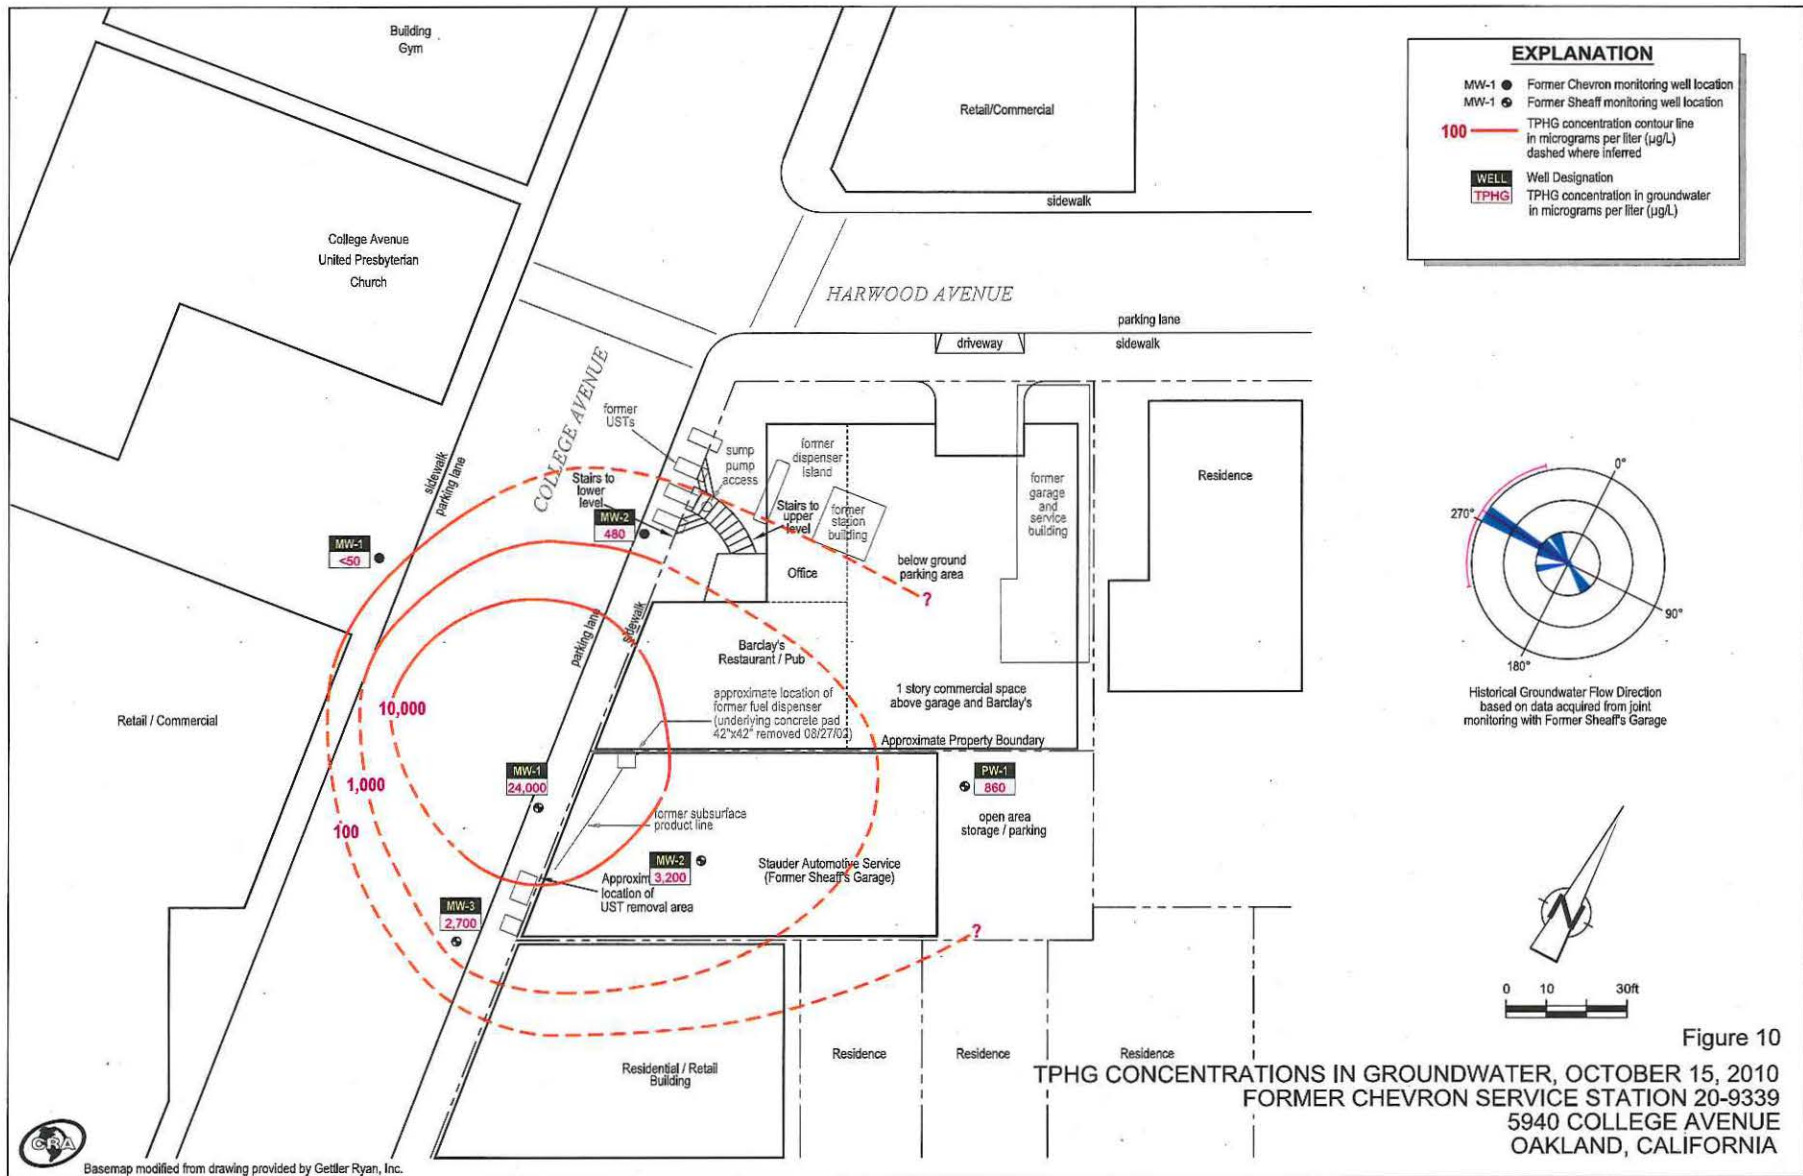 Building
Gym
Retail/Commercial
EXPLANATION
MW-1 Former Chevron monitoring well location
MW-1 Former Sheaff monitoring well location
100 TPHG concentration contour line
in micrograms per liter (µg/L)
dashed where inferred
WELL Well Designation
TPHG TPHG concentration in groundwater
in micrograms per liter (µg/L)
sidewalk
College Avenue
United Presbyterian
Church
HARWOOD AVENUE
parking lane
driveway
sidewalk
COLLEGE AVENUE
former
USTs
sump
pump
access
former
dispenser
island
sidewalk
parking lane
Stairs to
lower
level
Stairs to
upper
level
former
station
building
former
garage
and
service
building
Residence
MW-2
480
MW-1
<50
Office
below ground
parking area
?
0°
270°
90°
180°
Historical Groundwater Flow Direction
based on data acquired from joint
monitoring with Former Sheaff's Garage
parking lane
sidewalk
Barclay's
Restaurant / Pub
1 story commercial space
above garage and Barclay's
approximate location of
former fuel dispenser
(underlying concrete pad
42"x42" removed 08/27/02)
Approximate Property Boundary
Retail / Commercial
10,000
1,000
100
MW-1
24,000
PW-1
860
open area
storage / parking
former subsurface
product line
MW-2
3,200
Stauder Automotive Service
(Former Sheaff's Garage)
Approxim
location of
UST removal area
MW-3
2,700
?
N
0 10 30ft
Residential / Retail
Building
Residence
Residence
Residence
Figure 10
TPHG CONCENTRATIONS IN GROUNDWATER, OCTOBER 15, 2010
FORMER CHEVRON SERVICE STATION 20-9339
5940 COLLEGE AVENUE
OAKLAND, CALIFORNIA
CRA
Basemap modified from drawing provided by Gettler Ryan, Inc.